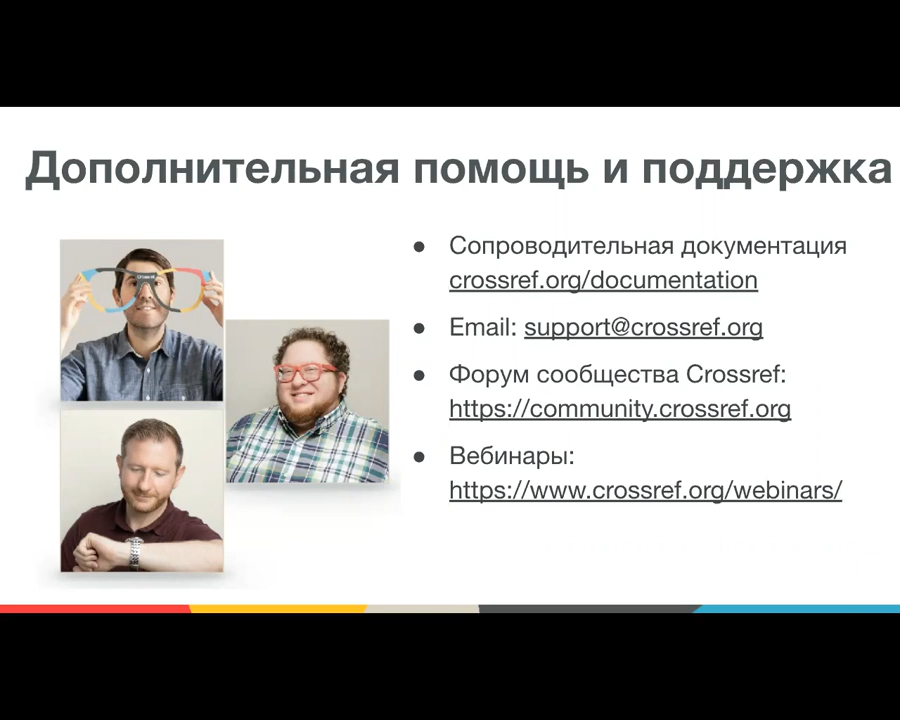 Дополнительная помощь и поддержка
● Сопроводительная документация
crossref.org/documentation
● Email: support@crossref.org
● Форум сообщества Crossref:
https://community.crossref.org
● Вебинары:
https://www.crossref.org/webinars/